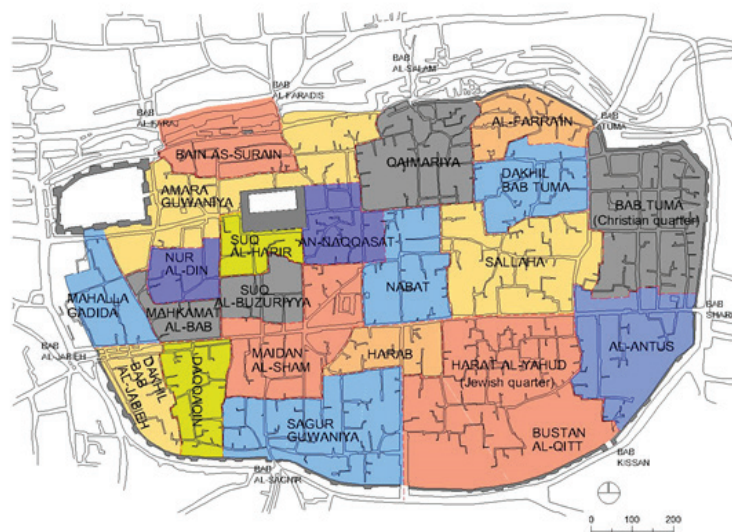 BAB
AL-SALAM
BAB
AL-FARADIS
BAB
AL-FARAJ
BAB
TUMA
AL-FARRAIN
BAIN AS-SURAIN
QAIMARIYA
DAKHIL
BAB TUMA
AMARA
GUWANIYA
BAB TUMA
(Christian quarter)
SUQ
AL-HARIR
AN-NAQQASAT
NUR
AL-DIN
SALLAHA
NABAT
SUQ
AL-BUZURIYYA
MAHALLA
GADIDA
MAHKAMAT
AL-BAB
BAB
SHARI
AL-ANTUS
BAB
AL-JABIEH
MAIDAN
AL-SHAM
HARAB
HARAT AL-YAHUD
(Jewish quarter)
DAKHIL
BAB
AL-JABIEH
DAQQAQIN
SAGUR
GUWANIYA
BUSTAN
AL-QITT
BAB
KISSAN
BAB
0 100 200